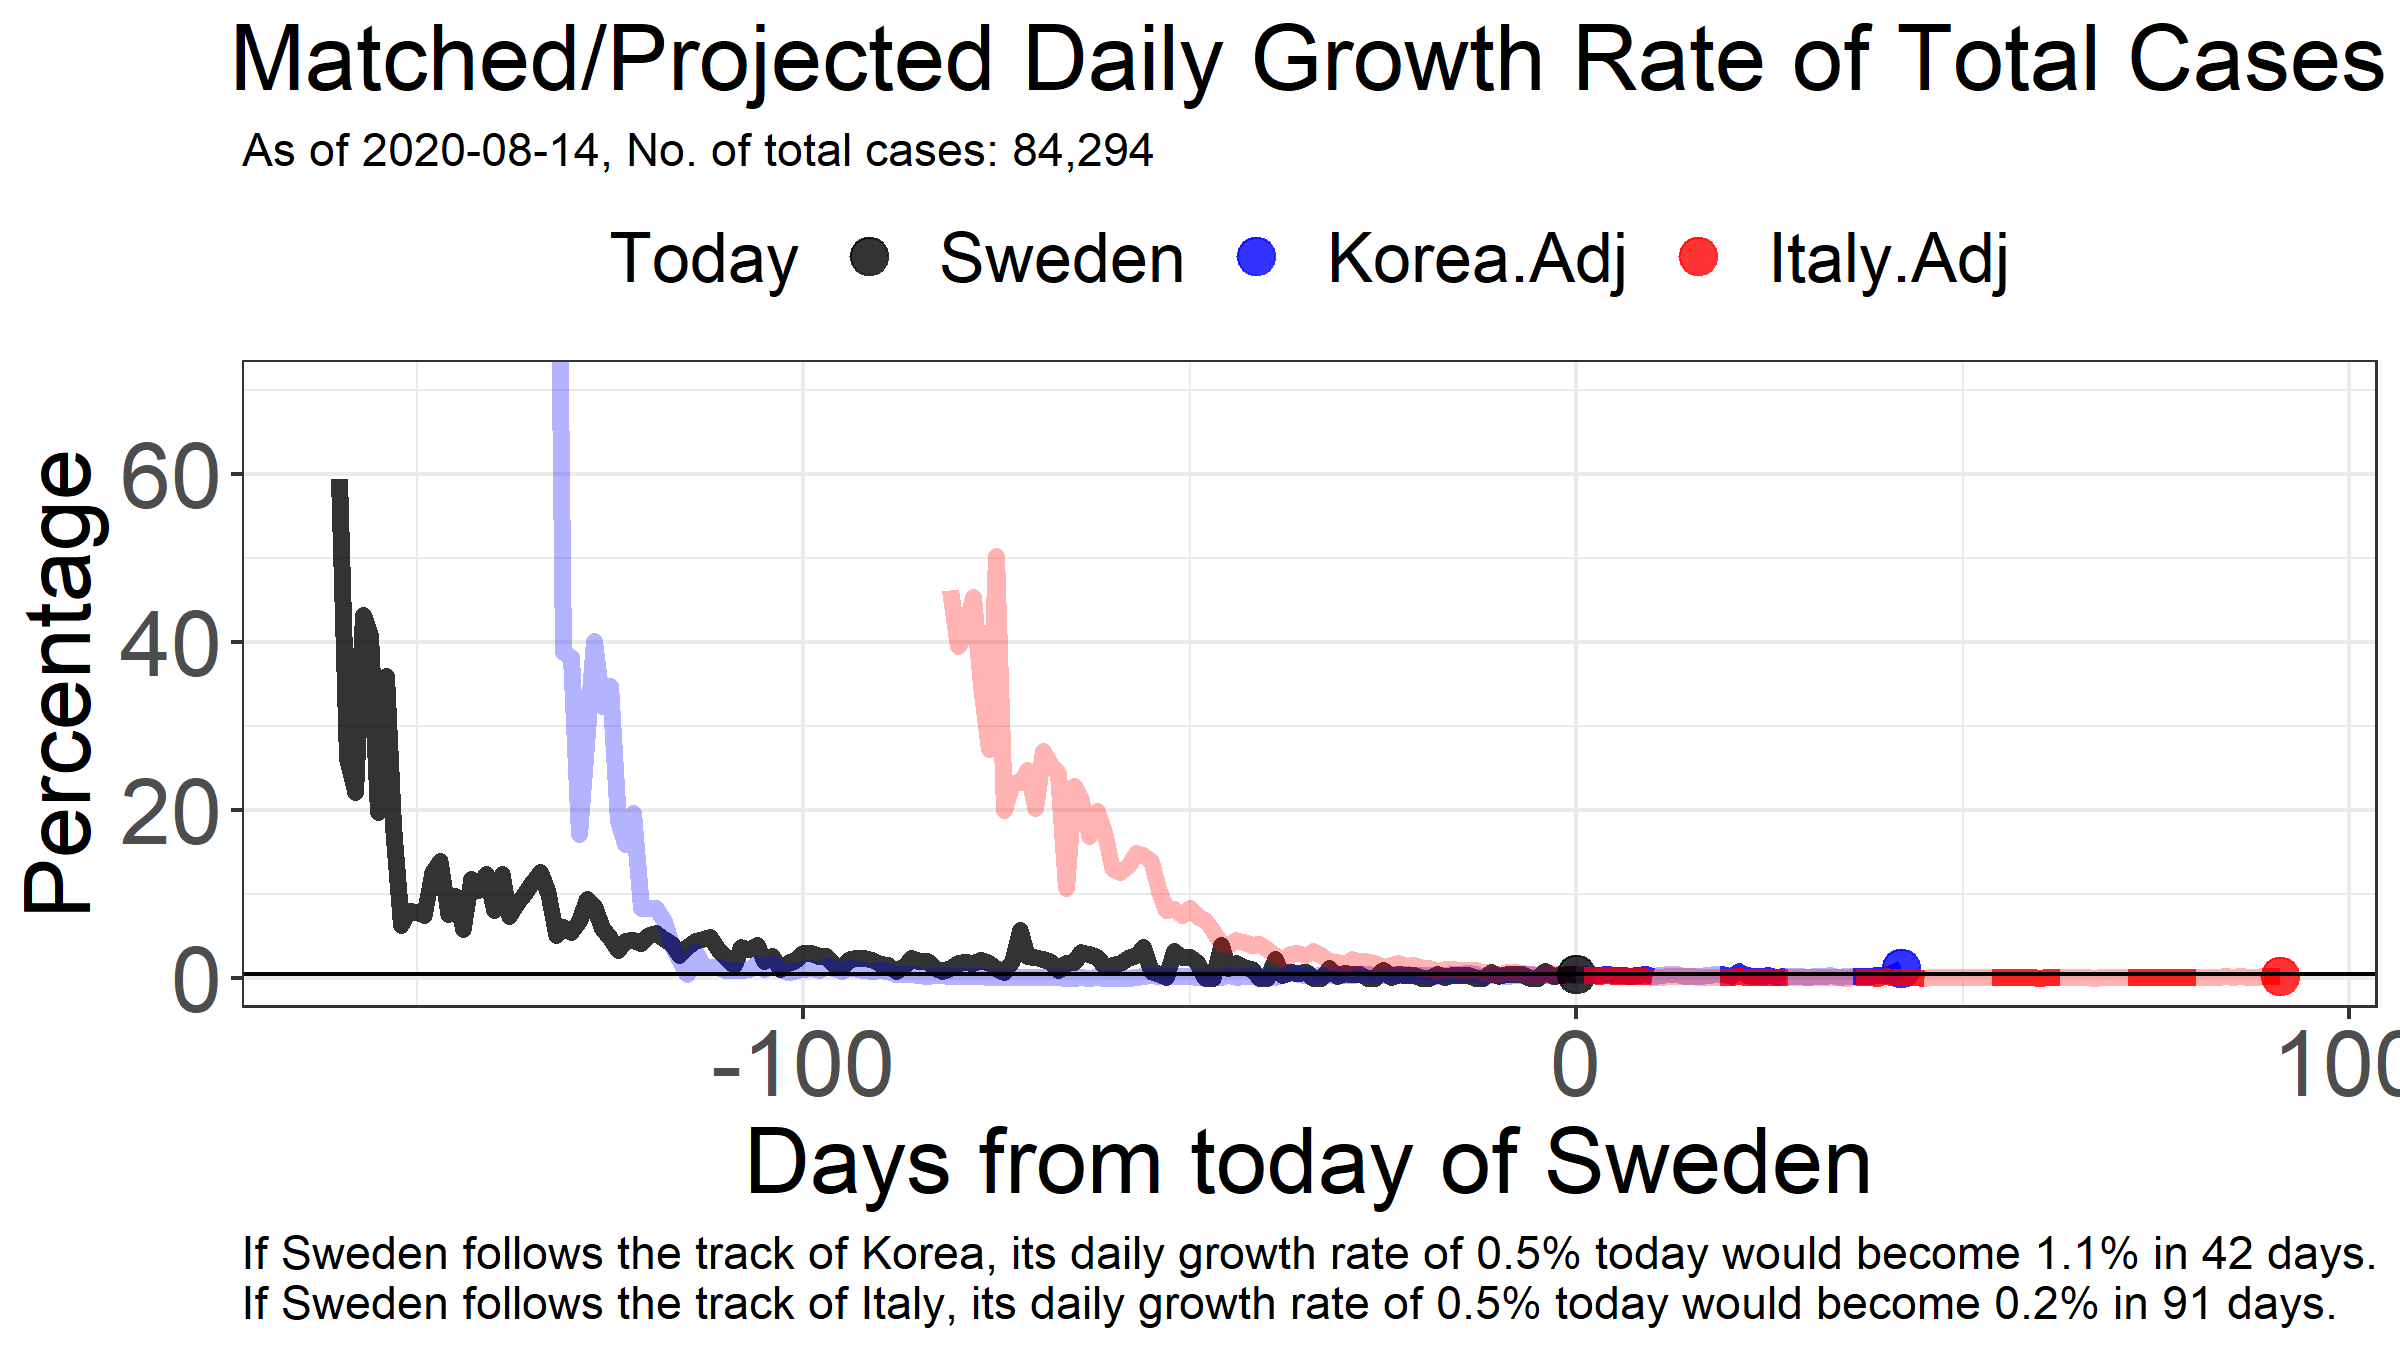 Matched/Projected Daily Growth Rate of Total Cases
As of 2020-08-14, No. of total cases: 84,294
Today Sweden Korea.Adj Italy.Adj
Percentage
60
40
20
0
-100 0 100
Days from today of Sweden
If Sweden follows the track of Korea, its daily growth rate of 0.5% today would become 1.1% in 42 days.
If Sweden follows the track of Italy, its daily growth rate of 0.5% today would become 0.2% in 91 days.